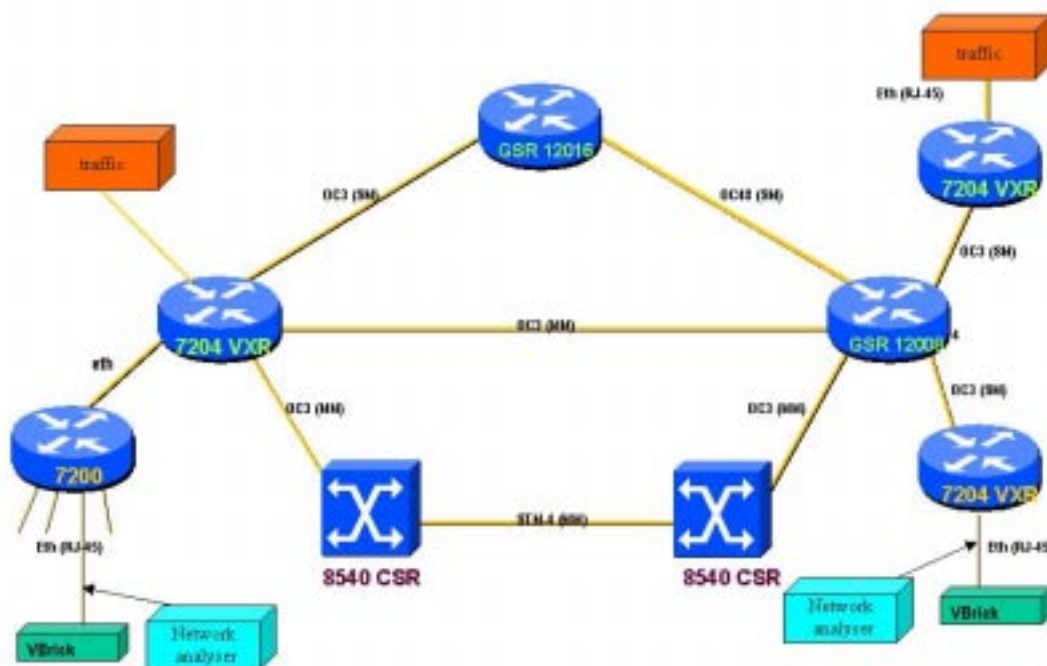 traffic
Eth (RJ-45)
GSR 12016
traffic
7204 VXR
OC3 (SM)
OC48 (SM)
OC3 (SM)
7204 VXR
OC3 (MM)
GSR 12008
4
eth
OC3 (MM)
OC3 (MM)
OC3 (SM)
7200
7204 VXR
STM-4 (MM)
Eth (RJ-45)
Eth (RJ-45
8540 CSR
8540 CSR
VBrick
Network
analyser
Network
analyser
VBrick